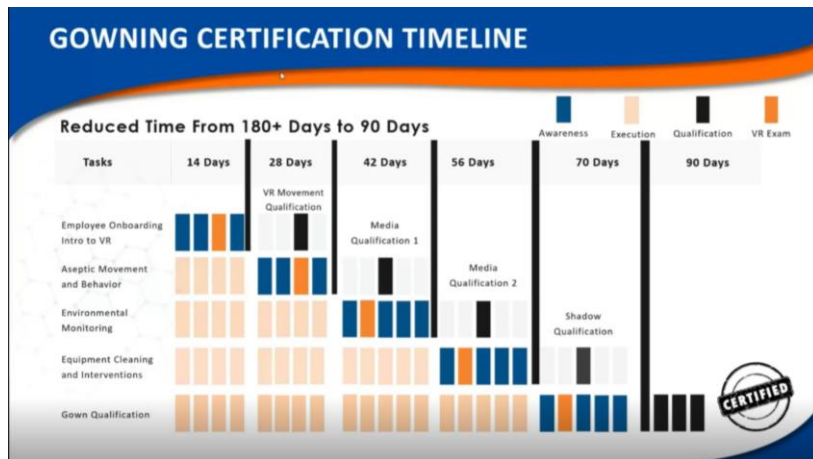 GOWNING CERTIFICATION TIMELINE
Reduced Time From 180+ Days to 90 Days
Awareness
Execution
Qualification
VR Exam
Tasks
14 Days
28 Days
42 Days
56 Days
70 Days
90 Days
VR Movement
Qualification
Employee Onboarding
Intro to VR
Media
Qualification 1
Aseptic Movement
and Behavior
Media
Qualification 2
Environmental
Monitoring
Shadow
Qualification
Equipment Cleaning
and Interventions
Gown Qualification
CERTIFIED